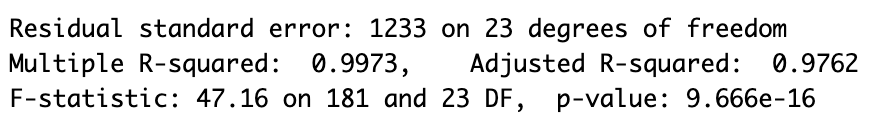 Residual standard error: 1233 on 23 degrees of freedom
Multiple R-squared:  0.9973,    Adjusted R-squared:  0.9762
F-statistic: 47.16 on 181 and 23 DF,  p-value: 9.666e-16